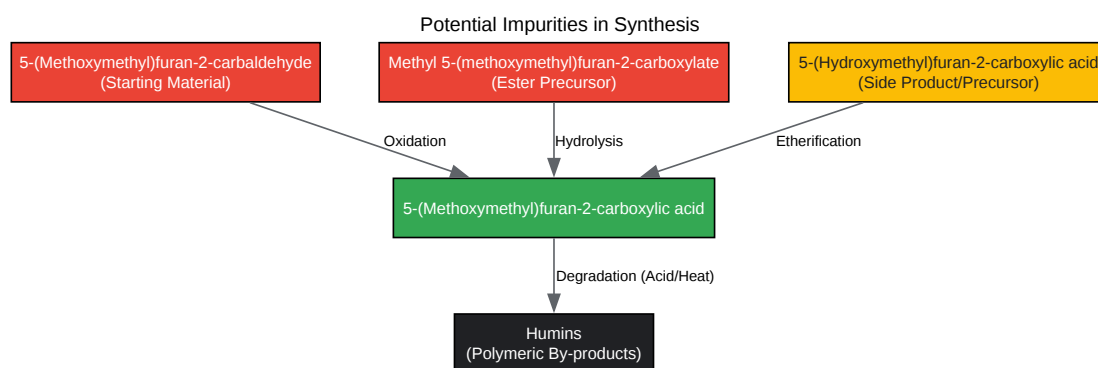 Potential Impurities in Synthesis
5-(Methoxymethyl)furan-2-carbaldehyde
(Starting Material)
Methyl 5-(methoxymethyl)furan-2-carboxylate
(Ester Precursor)
5-(Hydroxymethyl)furan-2-carboxylic acid
(Side Product/Precursor)
Oxidation
Hydrolysis
Etherification
5-(Methoxymethyl)furan-2-carboxylic acid
Degradation (Acid/Heat)
Humins
(Polymeric By-products)